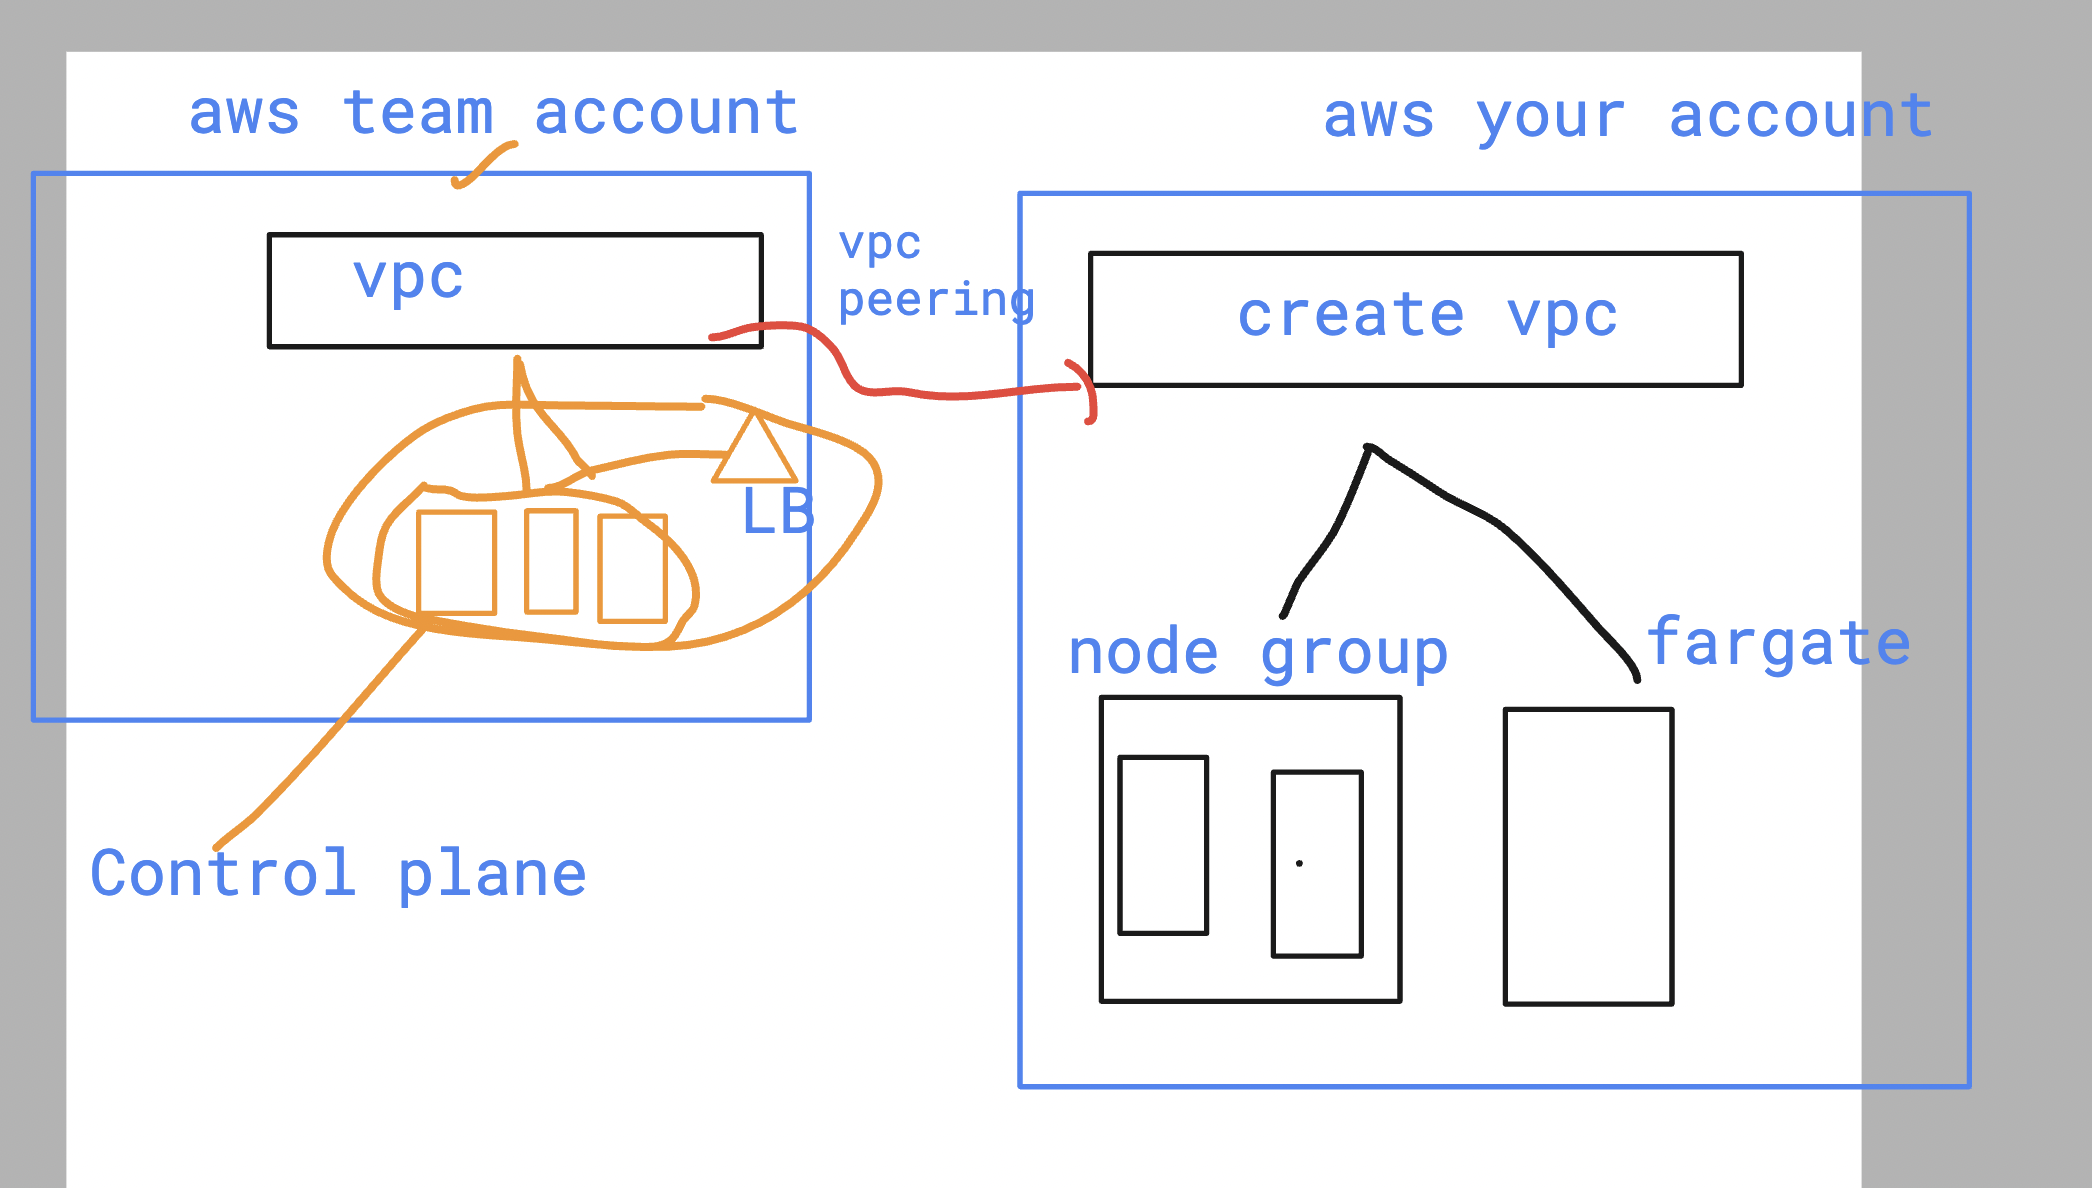 aws team account
aws your account
vpc
vpc
peering
create vpc
LB
node group
fargate
Control plane